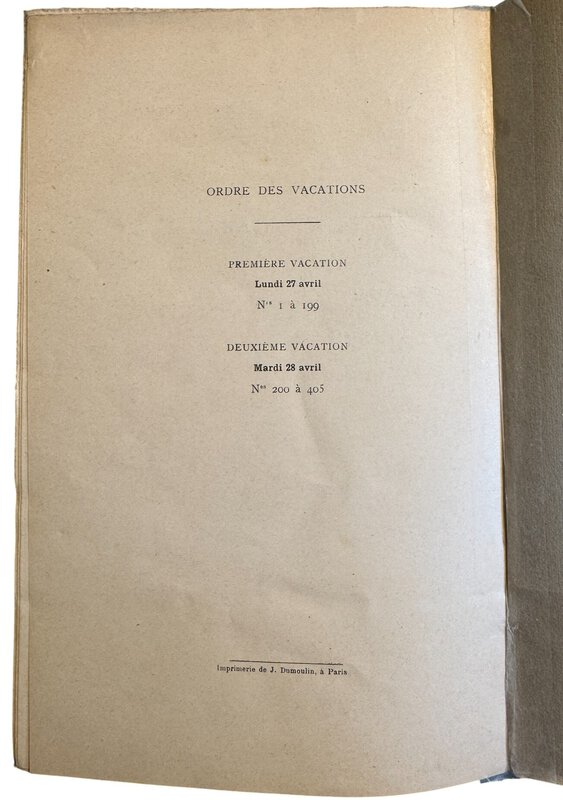 ORDRE DES VACATIONS
PREMIÈRE VACATION
Lundi 27 avril
Nᵒˢ 1 à 199
DEUXIÈME VACATION
Mardi 28 avril
Nᵒˢ 200 à 405
Imprimerie de J. Dumoulin, à Paris